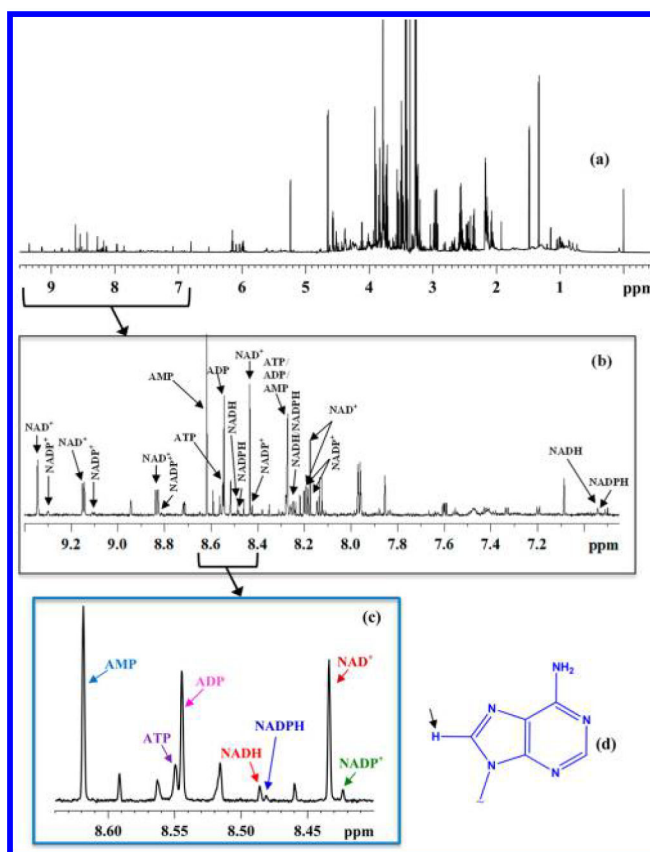 (a)
9 8 7 6 5 4 3 2 1 ppm
(b)
NAD⁺
NADP⁺
NAD⁺
NADP⁺
NAD⁺
NADP⁺
AMP
ATP
ADP
NADH
NADPH
NAD⁺
NADP⁺
ATP/
ADP/
AMP
NADH/NADPH
NAD⁺
NADP⁺
NADH
NADPH
9.2 9.0 8.8 8.6 8.4 8.2 8.0 7.8 7.6 7.4 7.2 ppm
(c)
AMP
ATP
ADP
NADH
NADPH
NAD⁺
NADP⁺
8.60 8.55 8.50 8.45 ppm
NH₂
N
N
H
N
N
(d)
~